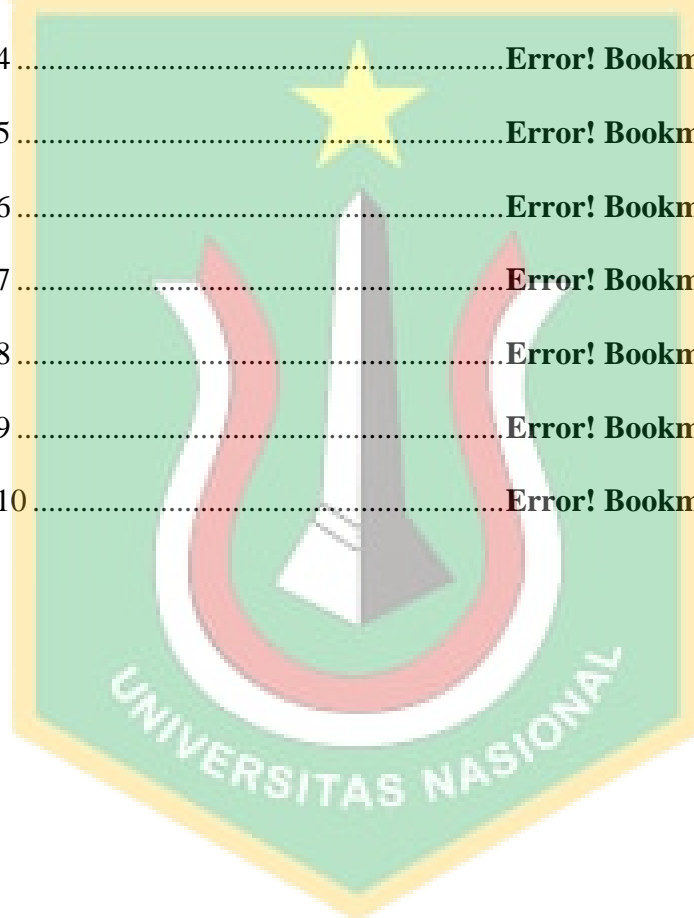 4 ............................................................. Error! Bookm
5 ............................................................. Error! Bookm
6 ............................................................. Error! Bookm
7 ............................................................. Error! Bookm
8 ............................................................. Error! Bookm
9 ............................................................. Error! Bookm
10 ........................................................... Error! Bookm
UNIVERSITAS NASIONAL